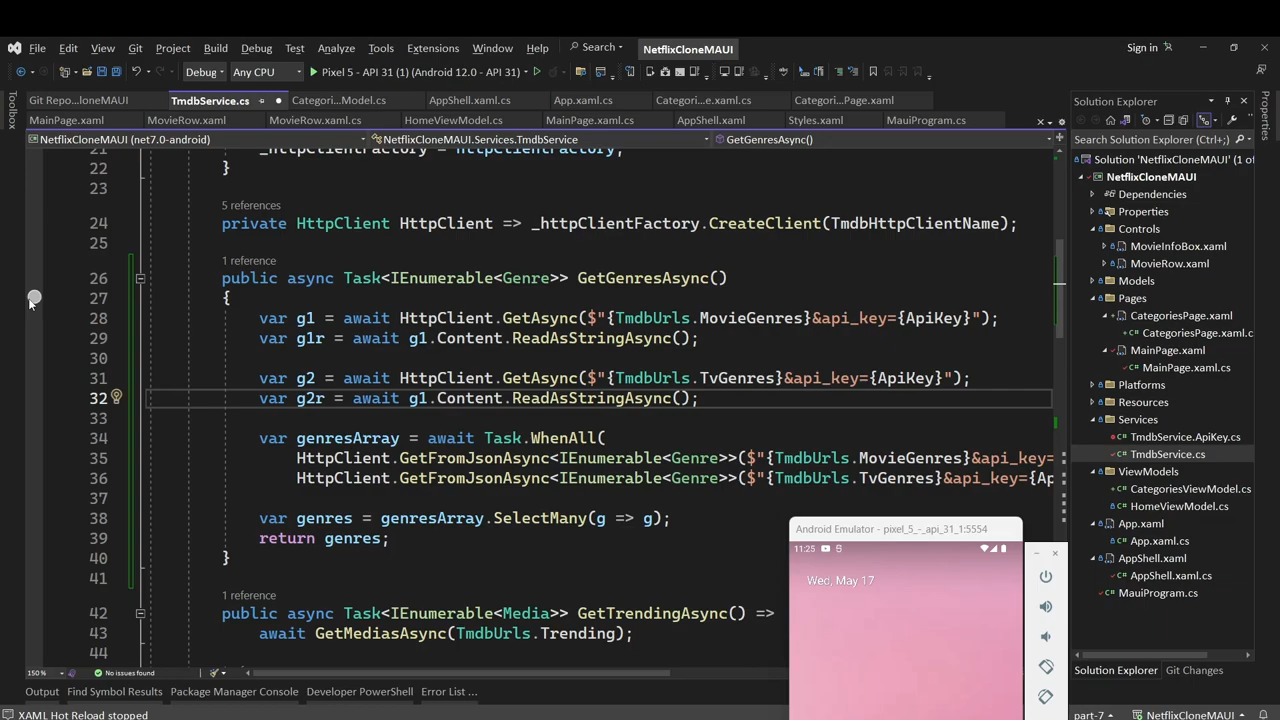 File Edit View Git Project Build Debug Test Analyze Tools Extensions Window Help Search NetflixCloneMAUI Sign in
Debug Any CPU Pixel 5 - API 31 (1) (Android 12.0 - API 31)
Toolbox
Properties
Git Repo...loneMAUI TmdbService.cs Categori...Model.cs AppShell.xaml.cs App.xaml.cs Categori...e.xaml.cs Categori...Page.xaml
MainPage.xaml MovieRow.xaml MovieRow.xaml.cs HomeViewModel.cs MainPage.xaml.cs AppShell.xaml Styles.xaml MauiProgram.cs
NetflixCloneMAUI (net7.0-android) NetflixCloneMAUI.Services.TmdbService GetGenresAsync()
21 _httpClientFactory = httpClientFactory;
22 }
23
5 references
24 private HttpClient HttpClient => _httpClientFactory.CreateClient(TmdbHttpClientName);
25
1 reference
26 public async Task<IEnumerable<Genre>> GetGenresAsync()
27 {
28 var g1 = await HttpClient.GetAsync($"{TmdbUrls.MovieGenres}&api_key={ApiKey}");
29 var g1r = await g1.Content.ReadAsStringAsync();
30
31 var g2 = await HttpClient.GetAsync($"{TmdbUrls.TvGenres}&api_key={ApiKey}");
32 var g2r = await g1.Content.ReadAsStringAsync();
33
34 var genresArray = await Task.WhenAll(
35 HttpClient.GetFromJsonAsync<IEnumerable<Genre>>($"{TmdbUrls.MovieGenres}&api_key=
36 HttpClient.GetFromJsonAsync<IEnumerable<Genre>>($"{TmdbUrls.TvGenres}&api_key={Ap
37
38 var genres = genresArray.SelectMany(g => g);
39 return genres;
40 }
41
1 reference
42 public async Task<IEnumerable<Media>> GetTrendingAsync() =>
43 await GetMediasAsync(TmdbUrls.Trending);
44
150 % No issues found
Output Find Symbol Results Package Manager Console Developer PowerShell Error List ...
XAML Hot Reload stopped
Android Emulator - pixel_5_-_api_31_1:5554
11:25
Wed, May 17
Solution Explorer
Search Solution Explorer (Ctrl+;)
Solution 'NetflixCloneMAUI' (1 of
NetflixCloneMAUI
Dependencies
Properties
Controls
MovieInfoBox.xaml
MovieRow.xaml
Models
Pages
CategoriesPage.xaml
CategoriesPage.xaml.c
MainPage.xaml
MainPage.xaml.cs
Platforms
Resources
Services
TmdbService.ApiKey.cs
TmdbService.cs
ViewModels
CategoriesViewModel.cs
HomeViewModel.cs
App.xaml
App.xaml.cs
AppShell.xaml
AppShell.xaml.cs
MauiProgram.cs
Solution Explorer Git Changes
part-7 NetflixCloneMAUI